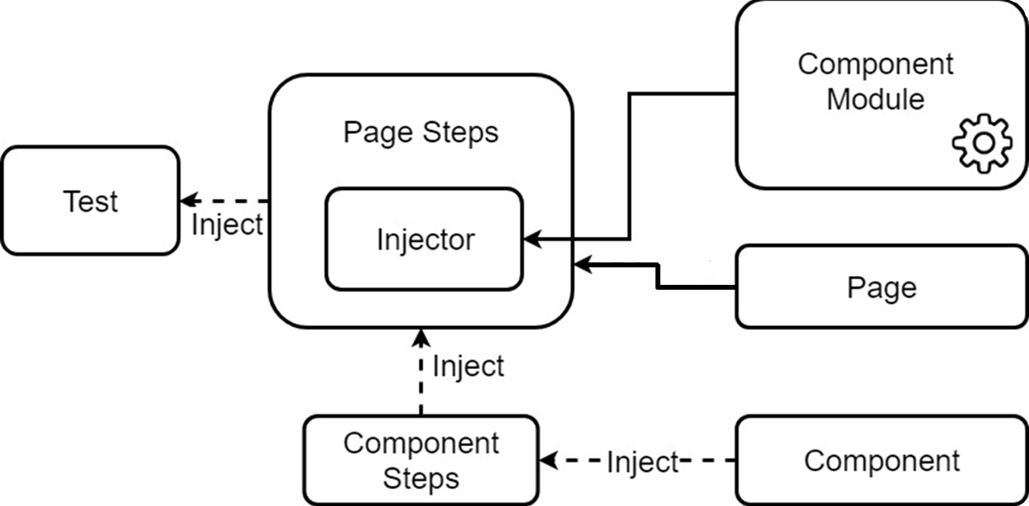 Component
Module
Page Steps
Test
Inject
Injector
Page
Inject
Component
Steps
Inject
Component